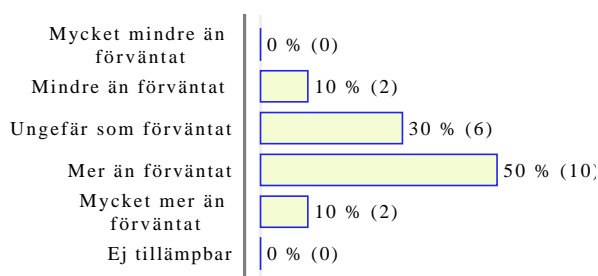 Mycket mindre än
förväntat
0 % (0)
Mindre än förväntat
10 % (2)
Ungefär som förväntat
30 % (6)
Mer än förväntat
50 % (10)
Mycket mer än
förväntat
10 % (2)
Ej tillämpbar
0 % (0)